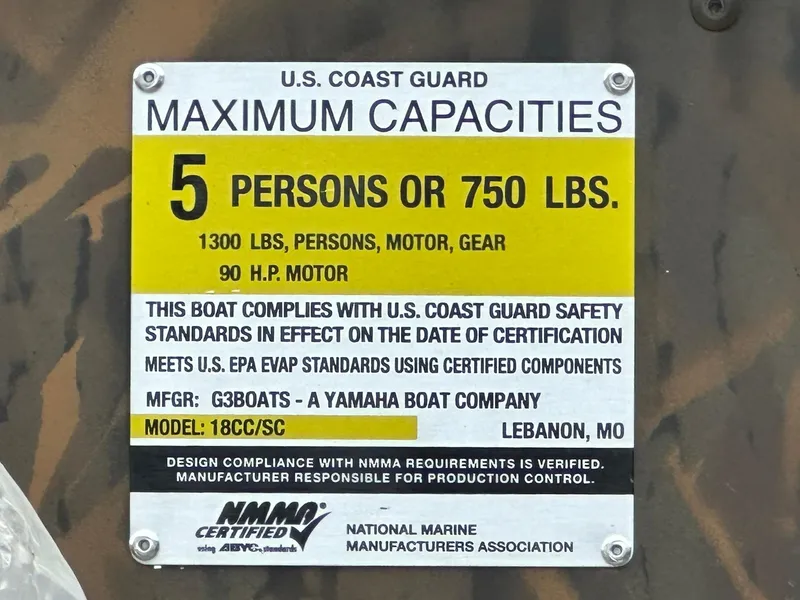 U.S. COAST GUARD
MAXIMUM CAPACITIES
5 PERSONS OR 750 LBS.
1300 LBS, PERSONS, MOTOR, GEAR
90 H.P. MOTOR
THIS BOAT COMPLIES WITH U.S. COAST GUARD SAFETY
STANDARDS IN EFFECT ON THE DATE OF CERTIFICATION
MEETS U.S. EPA EVAP STANDARDS USING CERTIFIED COMPONENTS
MFGR: G3BOATS - A YAMAHA BOAT COMPANY
MODEL: 18CC/SC LEBANON, MO
DESIGN COMPLIANCE WITH NMMA REQUIREMENTS IS VERIFIED.
MANUFACTURER RESPONSIBLE FOR PRODUCTION CONTROL.
NMMA®
CERTIFIED
using ABYC standards
NATIONAL MARINE
MANUFACTURERS ASSOCIATION